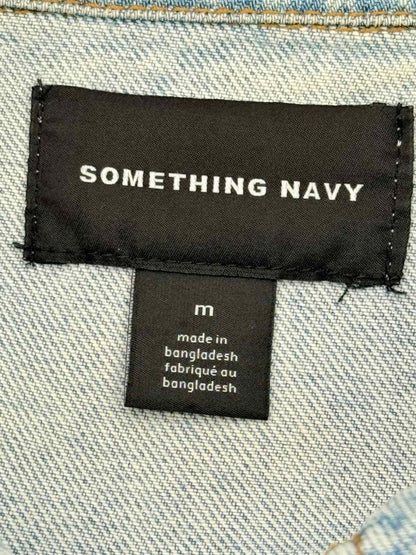 SOMETHING NAVY
m
made in
bangladesh
fabriqué au
bangladesh